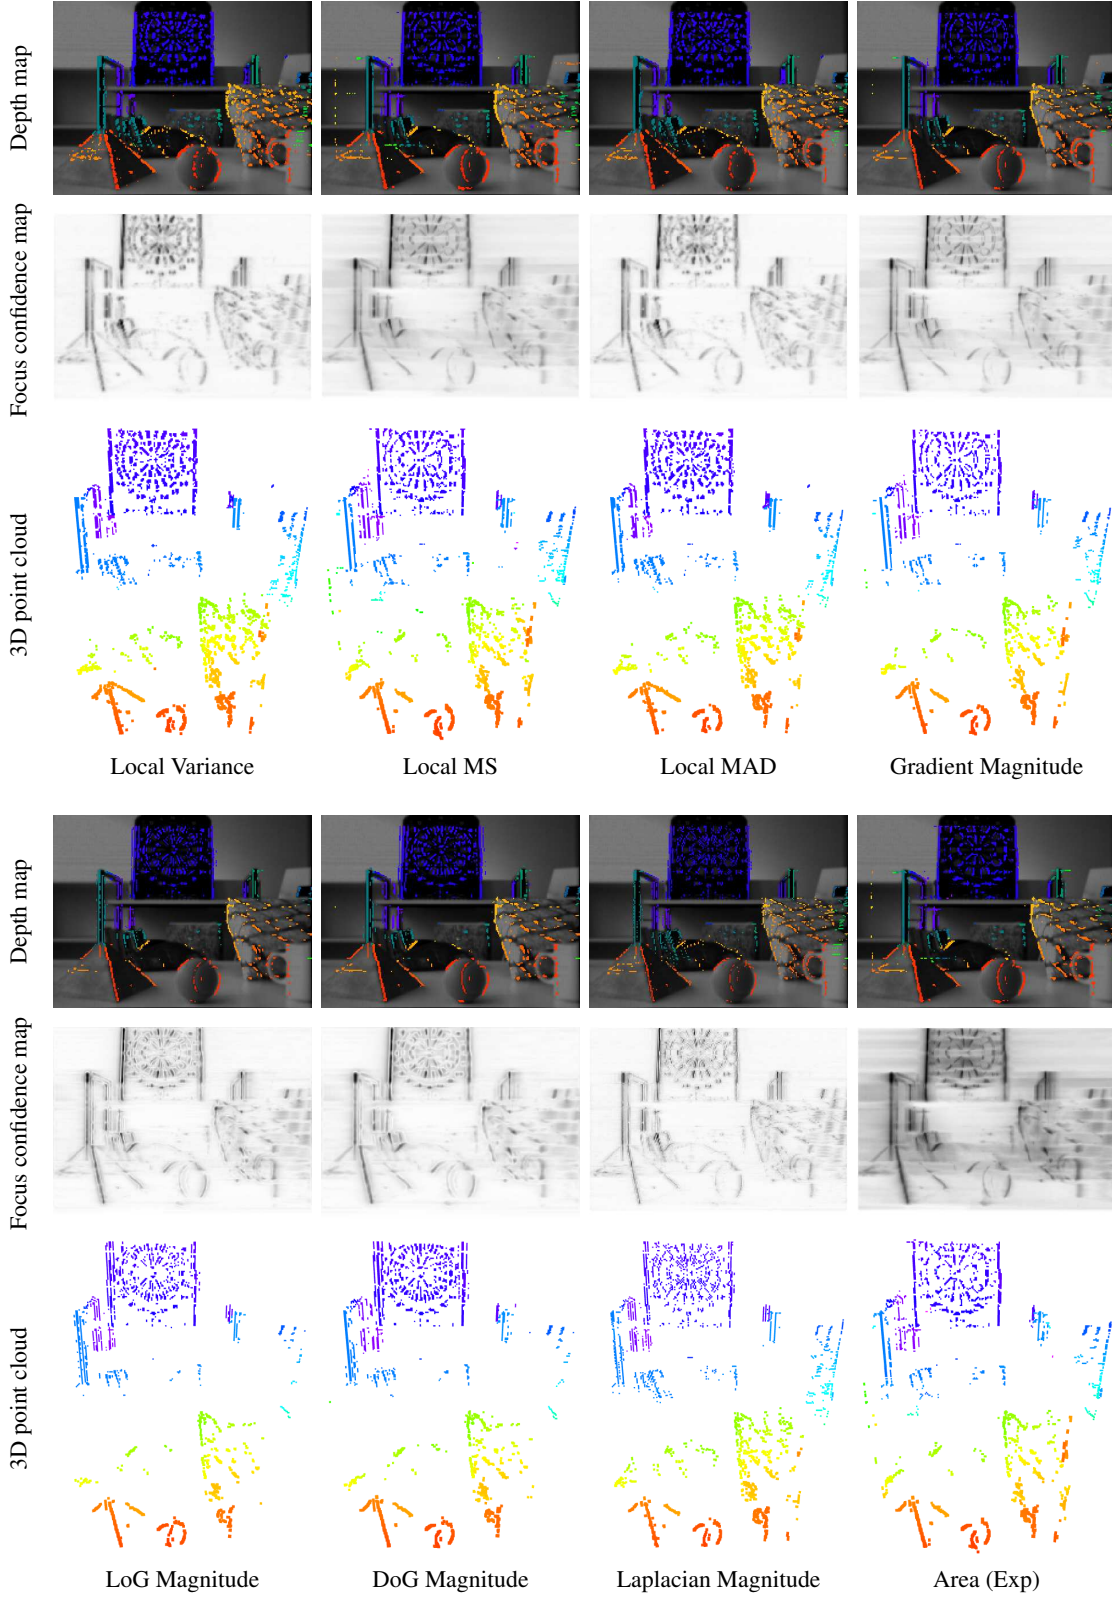 Depth map
Focus confidence map
3D point cloud
Local Variance
Local MS
Local MAD
Gradient Magnitude
Depth map
Focus confidence map
3D point cloud
LoG Magnitude
DoG Magnitude
Laplacian Magnitude
Area (Exp)